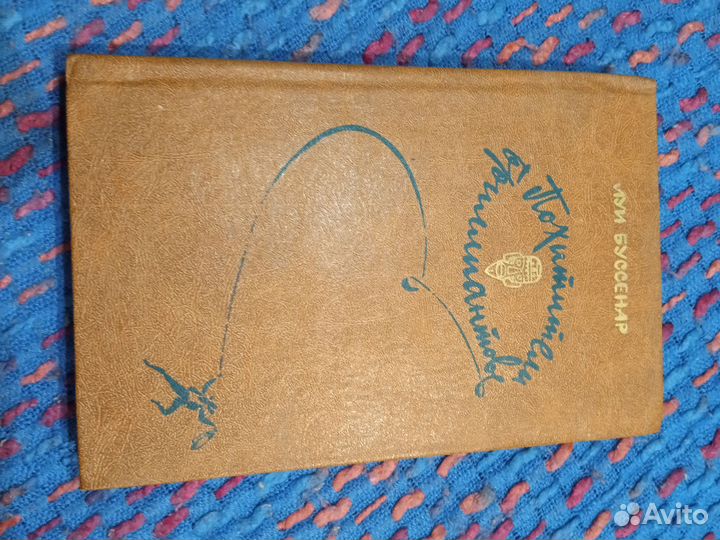 ЛУИ БУССЕНАР
Похитители
бриллиантов
Avito